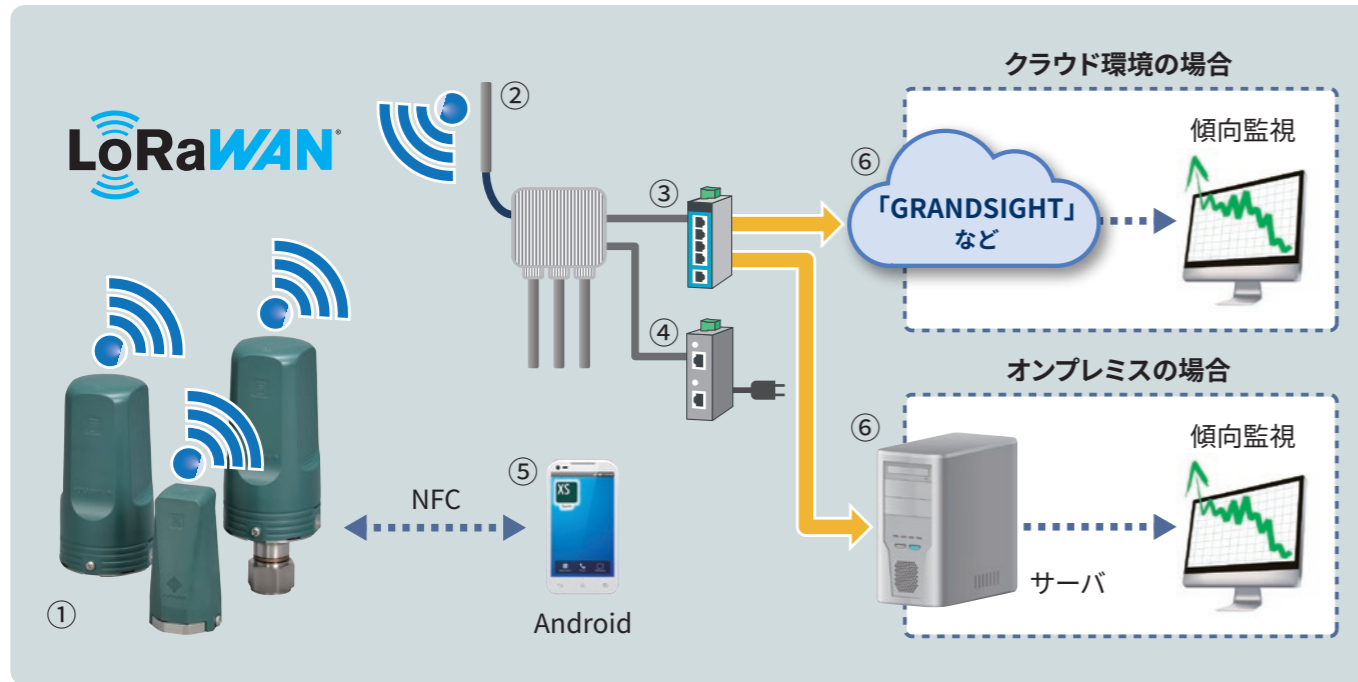 LoRaWAN®
①
②
③
④
NFC
⑤
XS
Android
クラウド環境の場合
⑥
「GRANDSIGHT」
など
傾向監視
オンプレミスの場合
⑥
サーバ
傾向監視